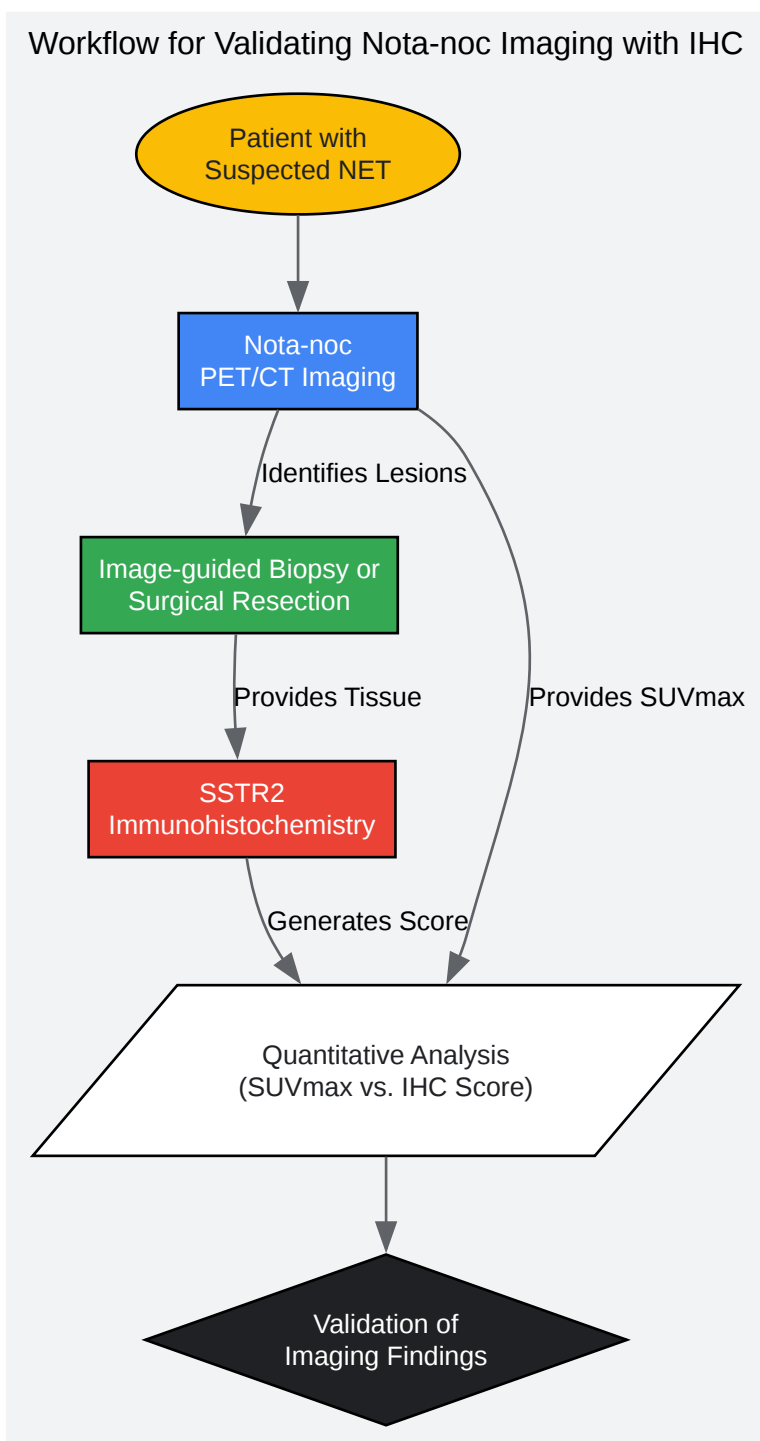 Workflow for Validating Nota-noc Imaging with IHC
Patient with
Suspected NET
Nota-noc
PET/CT Imaging
Identifies Lesions
Image-guided Biopsy or
Surgical Resection
Provides Tissue
Provides SUVmax
SSTR2
Immunohistochemistry
Generates Score
Quantitative Analysis
(SUVmax vs. IHC Score)
Validation of
Imaging Findings